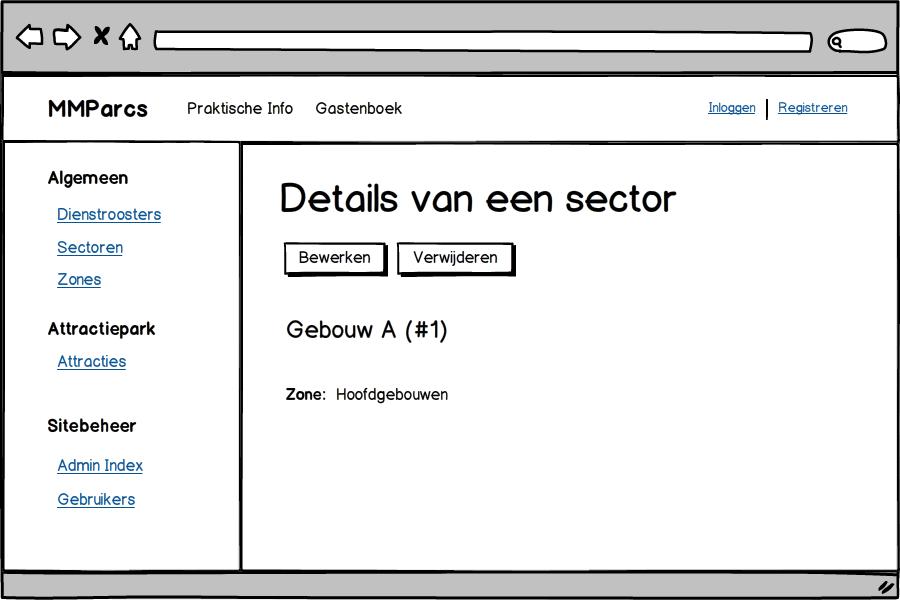 MMParcs Praktische Info Gastenboek Inloggen Registreren
Algemeen
Dienstroosters
Sectoren
Zones
Attractiepark
Attracties
Sitebeheer
Admin Index
Gebruikers
Details van een sector
Bewerken Verwijderen
Gebouw A (#1)
Zone: Hoofdgebouwen